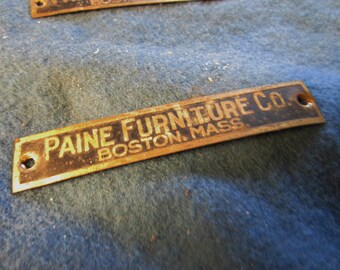 PAINE FURNITURE CO.
BOSTON. MASS.